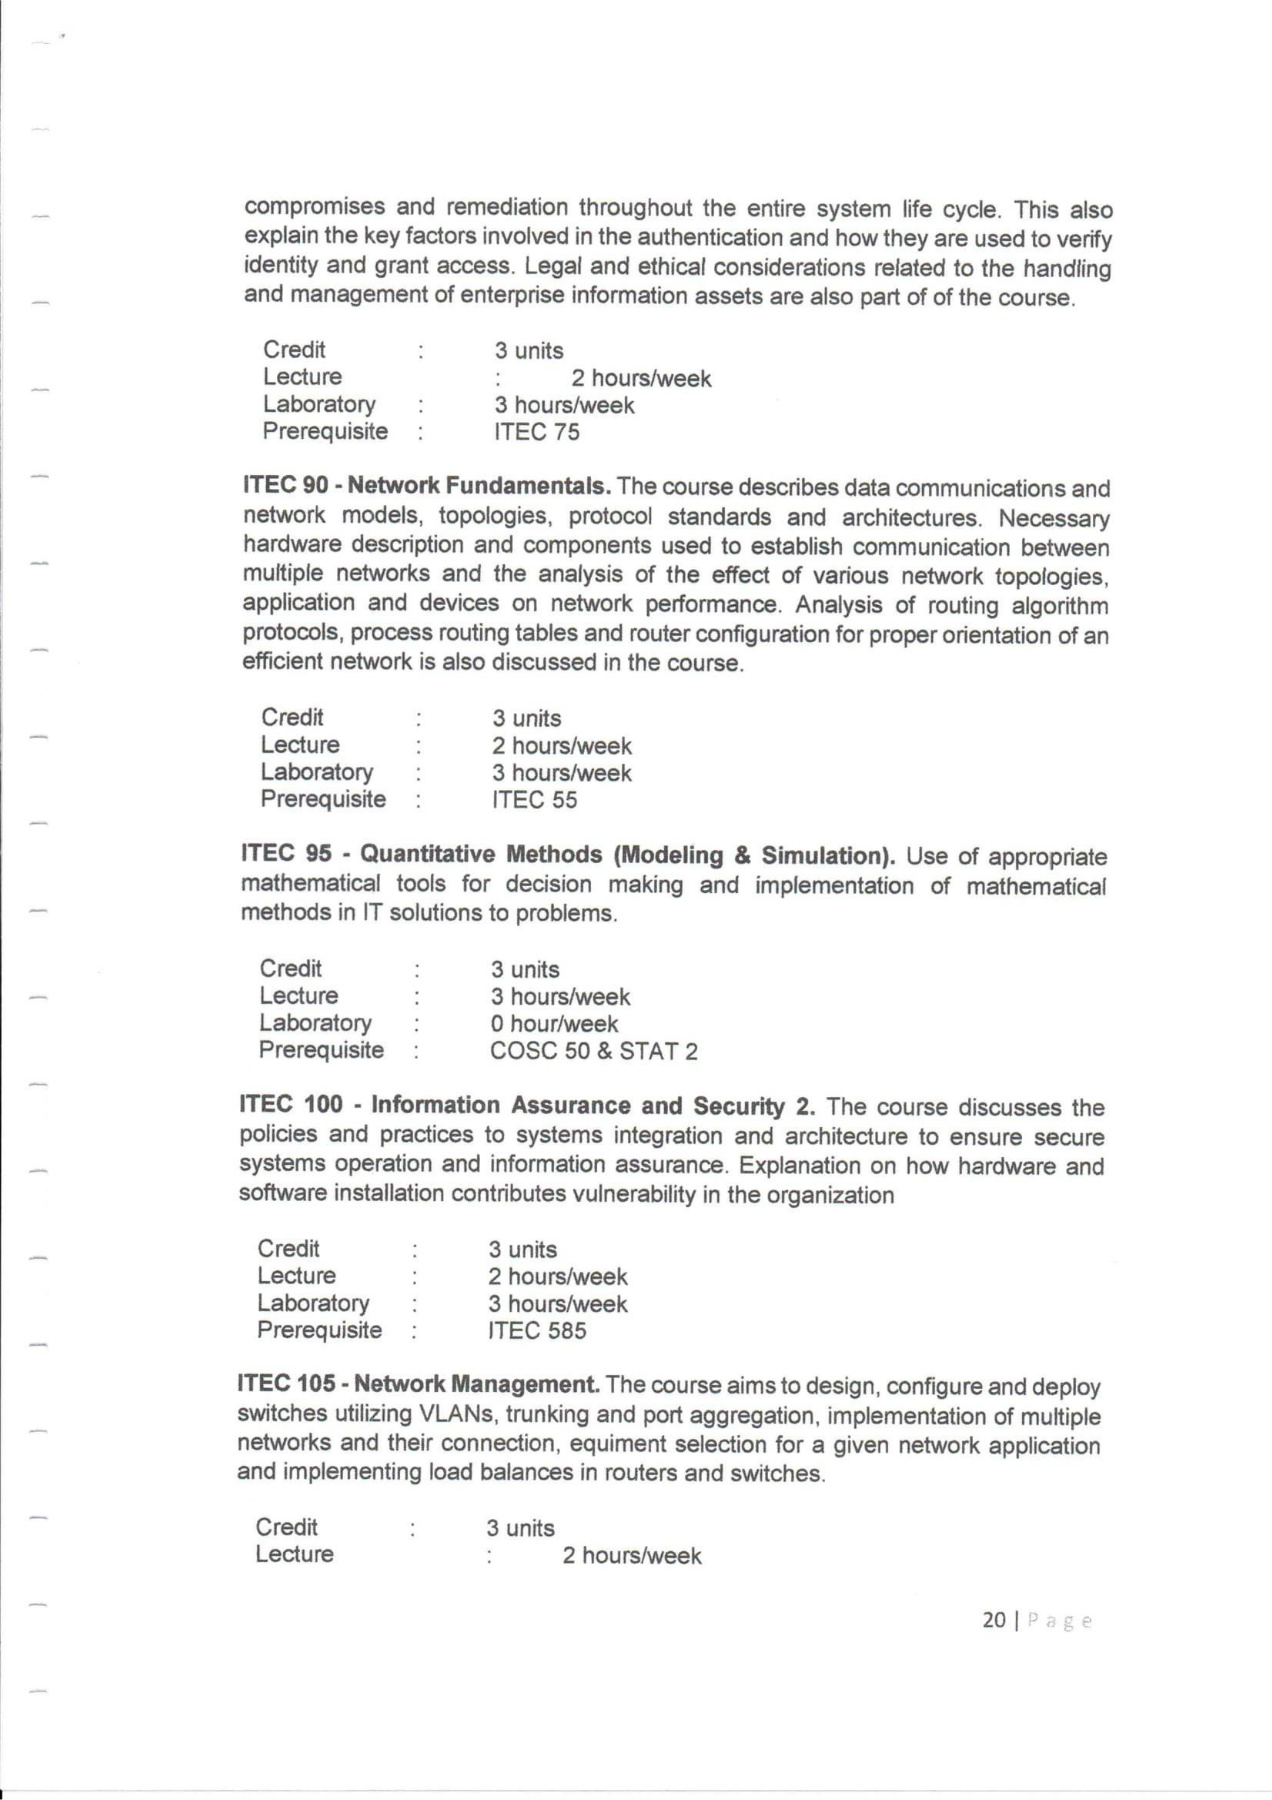 compromises and remediation throughout the entire system life cycle. This also
explain the key factors involved in the authentication and how they are used to verify
identity and grant access. Legal and ethical considerations related to the handling
and management of enterprise information assets are also part of of the course.
Credit : 3 units
Lecture : 2 hours/week
Laboratory : 3 hours/week
Prerequisite : ITEC 75
ITEC 90 - Network Fundamentals. The course describes data communications and
network models, topologies, protocol standards and architectures. Necessary
hardware description and components used to establish communication between
multiple networks and the analysis of the effect of various network topologies,
application and devices on network performance. Analysis of routing algorithm
protocols, process routing tables and router configuration for proper orientation of an
efficient network is also discussed in the course.
Credit : 3 units
Lecture : 2 hours/week
Laboratory : 3 hours/week
Prerequisite : ITEC 55
ITEC 95 - Quantitative Methods (Modeling & Simulation). Use of appropriate
mathematical tools for decision making and implementation of mathematical
methods in IT solutions to problems.
Credit : 3 units
Lecture : 3 hours/week
Laboratory : 0 hour/week
Prerequisite : COSC 50 & STAT 2
ITEC 100 - Information Assurance and Security 2. The course discusses the
policies and practices to systems integration and architecture to ensure secure
systems operation and information assurance. Explanation on how hardware and
software installation contributes vulnerability in the organization
Credit : 3 units
Lecture : 2 hours/week
Laboratory : 3 hours/week
Prerequisite : ITEC 585
ITEC 105 - Network Management. The course aims to design, configure and deploy
switches utilizing VLANs, trunking and port aggregation, implementation of multiple
networks and their connection, equiment selection for a given network application
and implementing load balances in routers and switches.
Credit : 3 units
Lecture : 2 hours/week
20 | Page